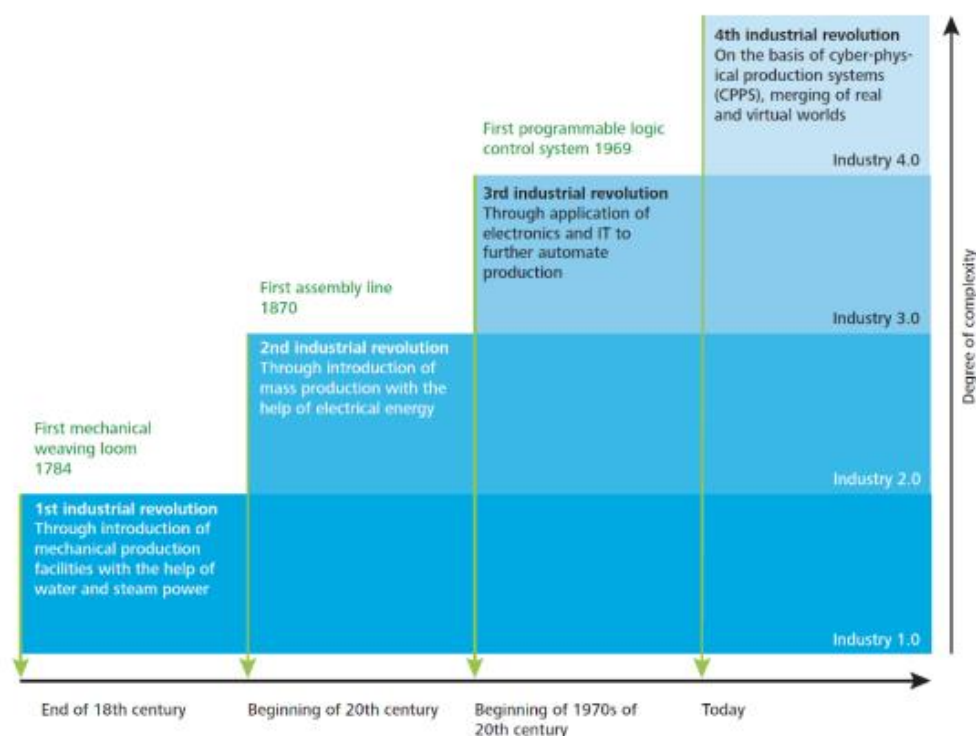 4th industrial revolution
On the basis of cyber-phys-
ical production systems
(CPPS), merging of real
and virtual worlds
Industry 4.0
First programmable logic
control system 1969
3rd industrial revolution
Through application of
electronics and IT to
further automate
production
Industry 3.0
First assembly line
1870
2nd industrial revolution
Through introduction of
mass production with the
help of electrical energy
Industry 2.0
First mechanical
weaving loom
1784
1st industrial revolution
Through introduction of
mechanical production
facilities with the help of
water and steam power
Industry 1.0
Degree of complexity
End of 18th century
Beginning of 20th century
Beginning of 1970s of
20th century
Today